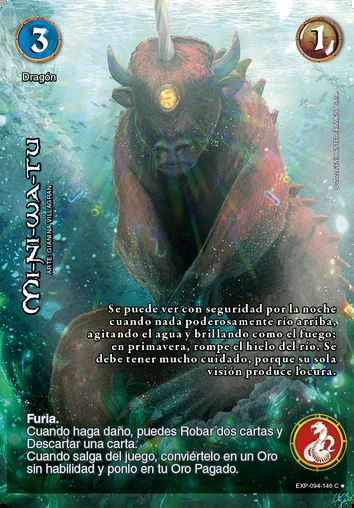 3
1
Dragón
Mi-Ni-wa-tu
ARTE: GIANINA VILLAGRAN
Se puede ver con seguridad por la noche
cuando nada poderosamente río arriba,
agitando el agua y brillando como el fuego;
en primavera, rompe el hielo del río. Se
debe tener mucho cuidado, porque su sola
visión produce locura.
Furia.
Cuando haga daño, puedes Robar dos cartas y
Descartar una carta.
Cuando salga del juego, conviértelo en un Oro
sin habilidad y ponlo en tu Oro Pagado.
EXP-094-146 C ★